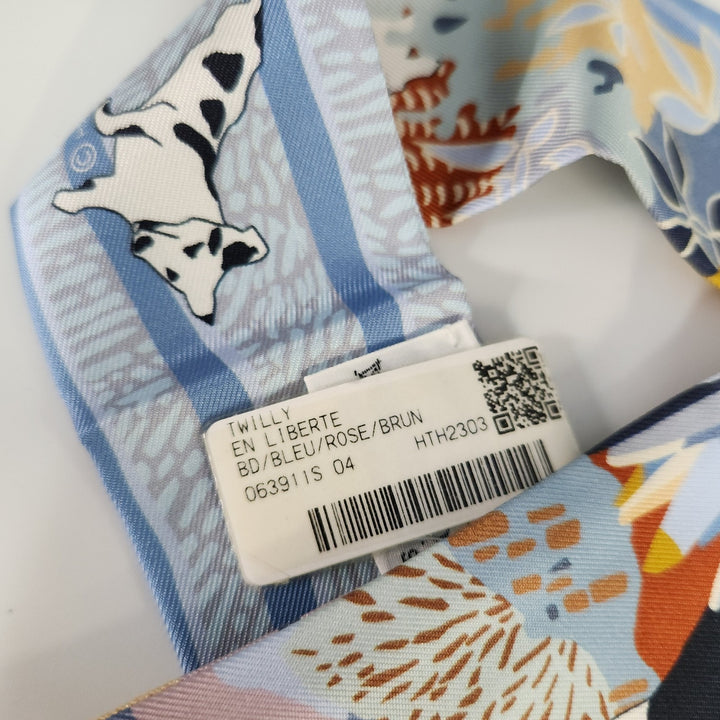 TWILLY
EN LIBERTE
BD/BLEU/ROSE/BRUN
HTH2303
063911S 04
©